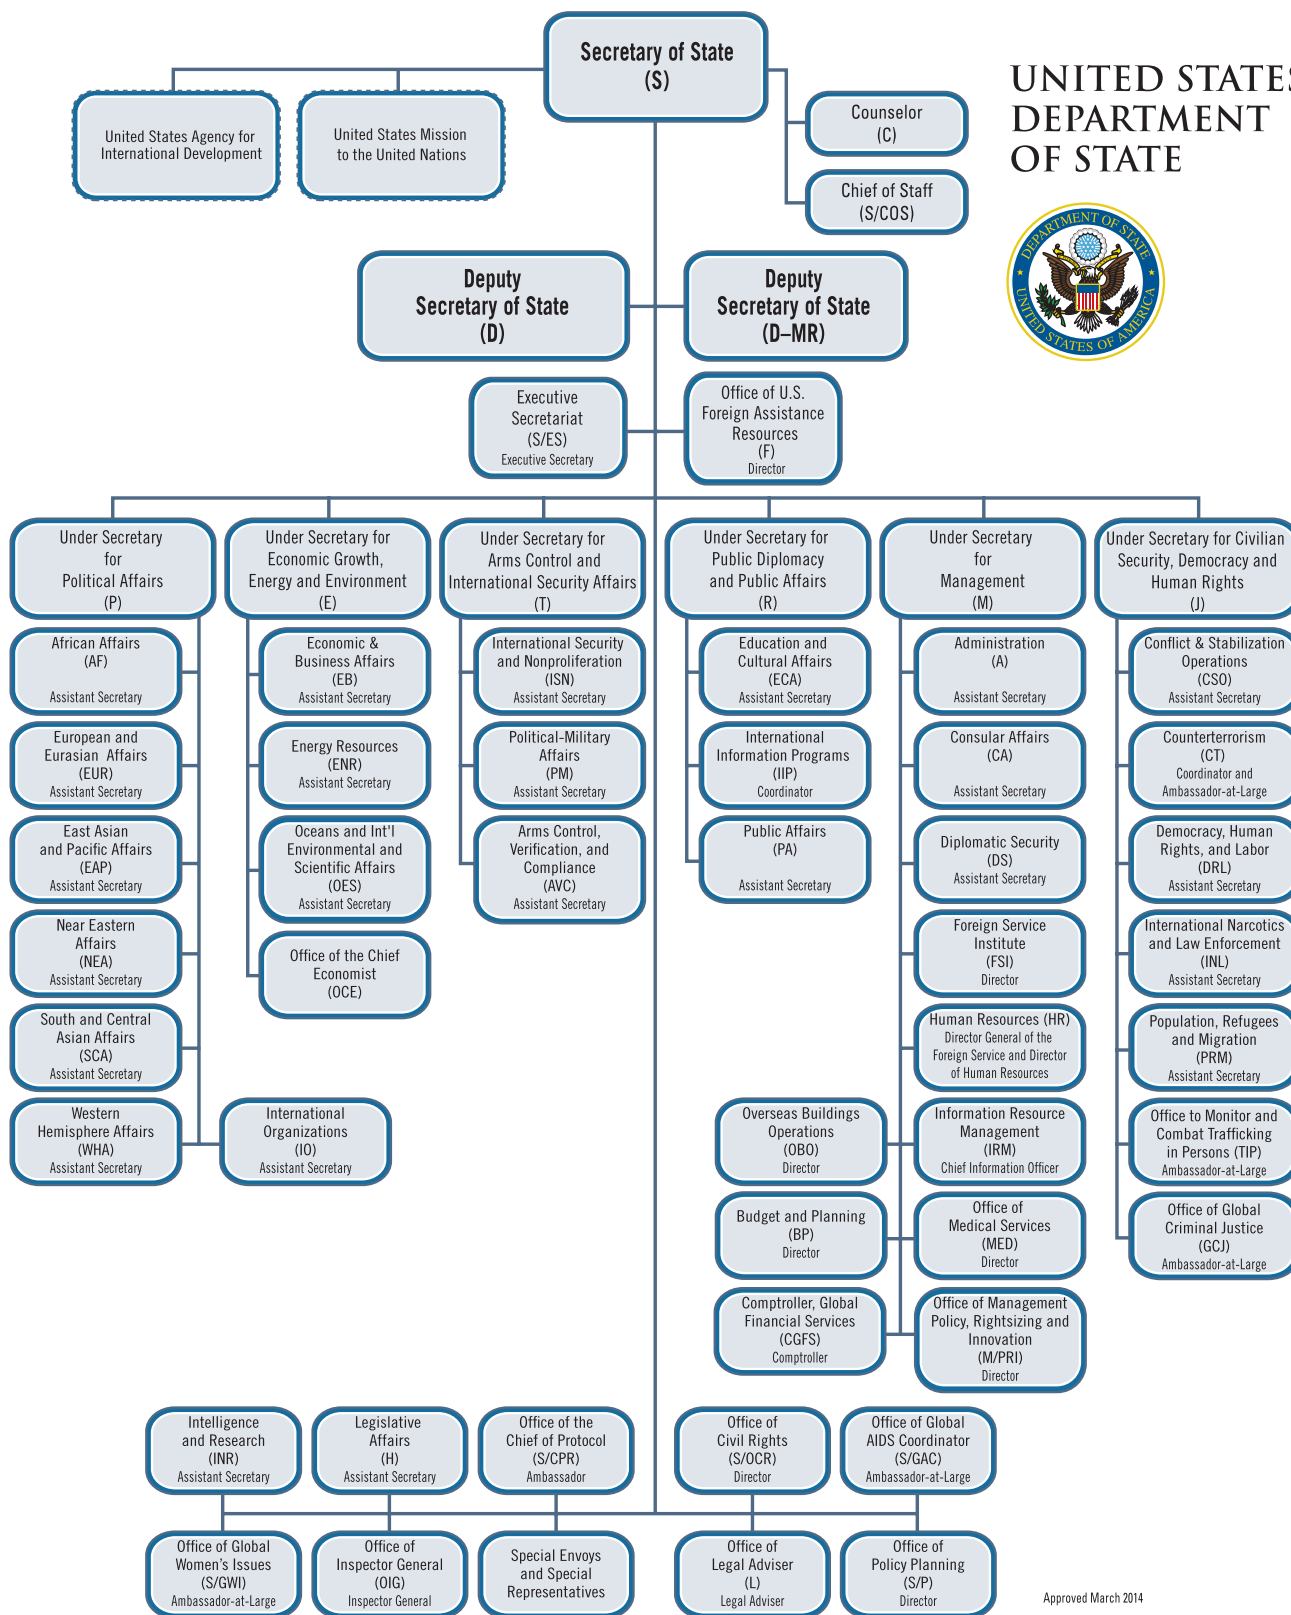 Secretary of State
(S)
UNITED STATES
DEPARTMENT
OF STATE
United States Agency for
International Development
United States Mission
to the United Nations
Counselor
(C)
Chief of Staff
(S/COS)
DEPARTMENT OF STATE
UNITED STATES OF AMERICA
Deputy
Secretary of State
(D)
Deputy
Secretary of State
(D–MR)
Executive
Secretariat
(S/ES)
Executive Secretary
Office of U.S.
Foreign Assistance
Resources
(F)
Director
Under Secretary
for
Political Affairs
(P)
Under Secretary for
Economic Growth,
Energy and Environment
(E)
Under Secretary for
Arms Control and
International Security Affairs
(T)
Under Secretary for
Public Diplomacy
and Public Affairs
(R)
Under Secretary
for
Management
(M)
Under Secretary for Civilian
Security, Democracy and
Human Rights
(J)
African Affairs
(AF)
Assistant Secretary
European and
Eurasian Affairs
(EUR)
Assistant Secretary
East Asian
and Pacific Affairs
(EAP)
Assistant Secretary
Near Eastern
Affairs
(NEA)
Assistant Secretary
South and Central
Asian Affairs
(SCA)
Assistant Secretary
Western
Hemisphere Affairs
(WHA)
Assistant Secretary
International
Organizations
(IO)
Assistant Secretary
Economic &
Business Affairs
(EB)
Assistant Secretary
Energy Resources
(ENR)
Assistant Secretary
Oceans and Int'l
Environmental and
Scientific Affairs
(OES)
Assistant Secretary
Office of the Chief
Economist
(OCE)
International Security
and Nonproliferation
(ISN)
Assistant Secretary
Political-Military
Affairs
(PM)
Assistant Secretary
Arms Control,
Verification, and
Compliance
(AVC)
Assistant Secretary
Education and
Cultural Affairs
(ECA)
Assistant Secretary
International
Information Programs
(IIP)
Coordinator
Public Affairs
(PA)
Assistant Secretary
Administration
(A)
Assistant Secretary
Consular Affairs
(CA)
Assistant Secretary
Diplomatic Security
(DS)
Assistant Secretary
Foreign Service
Institute
(FSI)
Director
Human Resources (HR)
Director General of the
Foreign Service and Director
of Human Resources
Overseas Buildings
Operations
(OBO)
Director
Information Resource
Management
(IRM)
Chief Information Officer
Budget and Planning
(BP)
Director
Office of
Medical Services
(MED)
Director
Comptroller, Global
Financial Services
(CGFS)
Comptroller
Office of Management
Policy, Rightsizing and
Innovation
(M/PRI)
Director
Conflict & Stabilization
Operations
(CSO)
Assistant Secretary
Counterterrorism
(CT)
Coordinator and
Ambassador-at-Large
Democracy, Human
Rights, and Labor
(DRL)
Assistant Secretary
International Narcotics
and Law Enforcement
(INL)
Assistant Secretary
Population, Refugees
and Migration
(PRM)
Assistant Secretary
Office to Monitor and
Combat Trafficking
in Persons (TIP)
Ambassador-at-Large
Office of Global
Criminal Justice
(GCJ)
Ambassador-at-Large
Intelligence
and Research
(INR)
Assistant Secretary
Legislative
Affairs
(H)
Assistant Secretary
Office of the
Chief of Protocol
(S/CPR)
Ambassador
Office of
Civil Rights
(S/OCR)
Director
Office of Global
AIDS Coordinator
(S/GAC)
Ambassador-at-Large
Office of Global
Women's Issues
(S/GWI)
Ambassador-at-Large
Office of
Inspector General
(OIG)
Inspector General
Special Envoys
and Special
Representatives
Office of
Legal Adviser
(L)
Legal Adviser
Office of
Policy Planning
(S/P)
Director
Approved March 2014